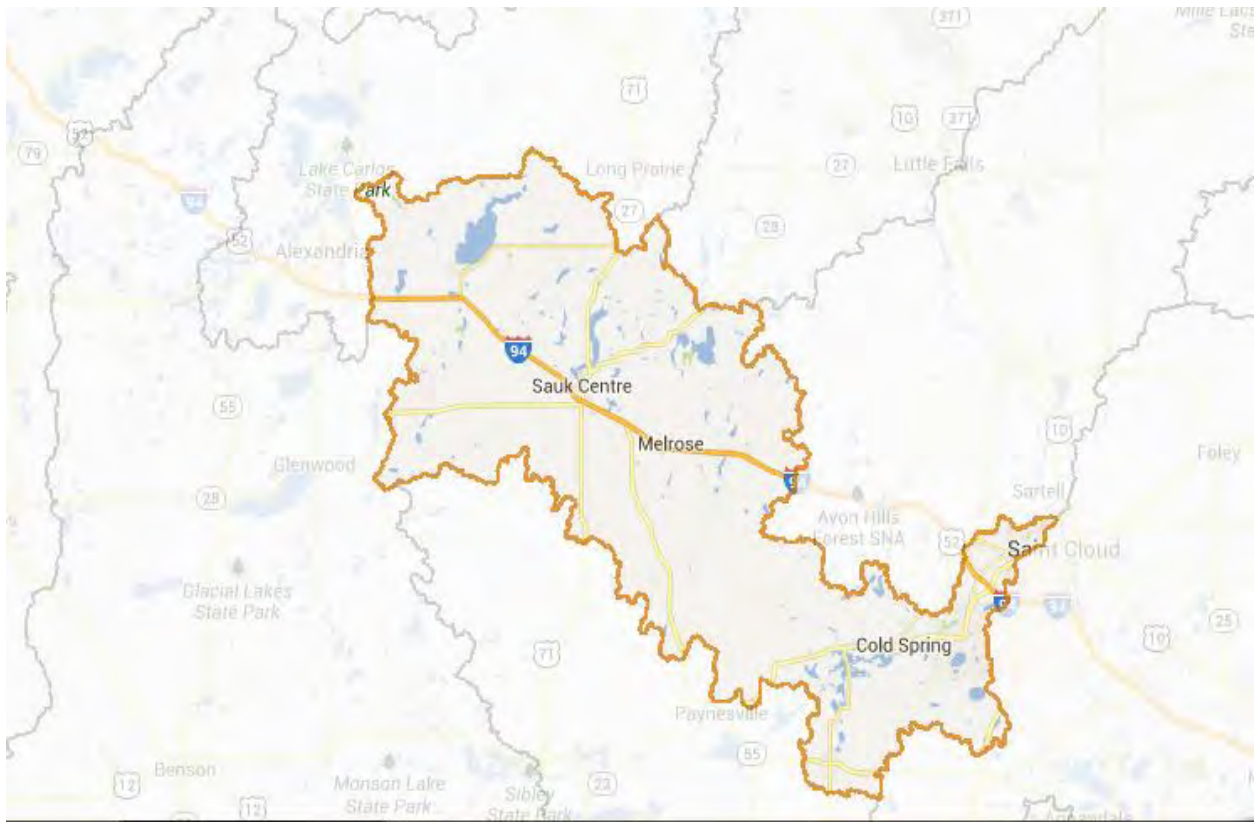 371
Mille Lacs
71
52
10
371
79
Lake Carlos
State Park
Long Prairie
27
Little Falls
94
27
52
28
Alexandria
94
Sauk Centre
55
10
Melrose
Foley
Glenwood
28
Sartell
Avon Hills
Forest SNA
52
Saint Cloud
Glacial Lakes
State Park
94
25
10
Cold Spring
71
Paynesville
55
Benson
12
Monson Lake
State Park
23
Sibley
State Park
12
Annandale